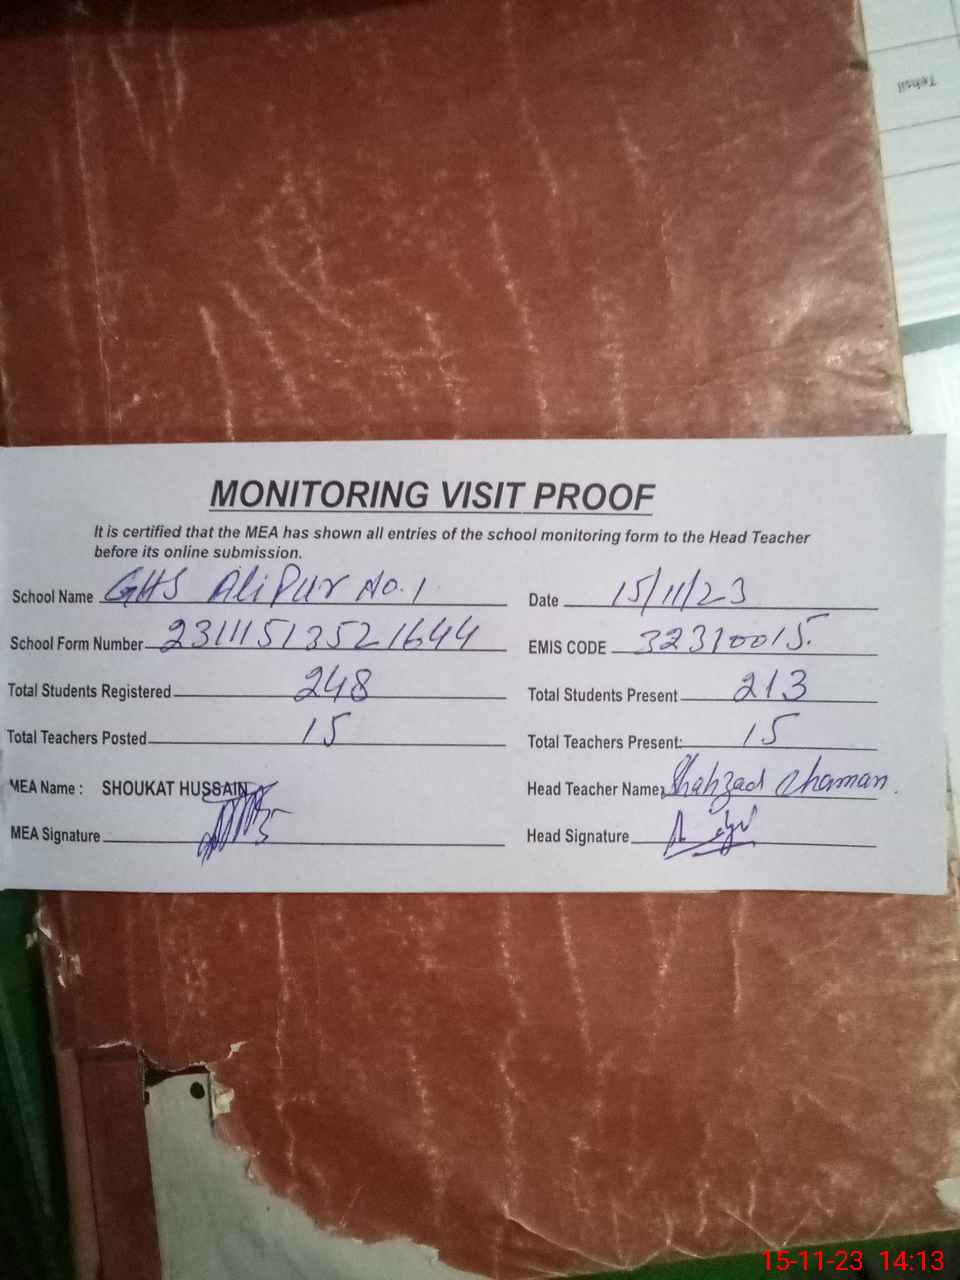 Tehsil
MONITORING VISIT PROOF
It is certified that the MEA has shown all entries of the school monitoring form to the Head Teacher
before its online submission.
School Name GHS AliPur No.1 Date 15/11/23
School Form Number 23111513521644 EMIS CODE 32310015
Total Students Registered 248 Total Students Present 213
Total Teachers Posted 15 Total Teachers Present: 15
MEA Name : SHOUKAT HUSSAIN Head Teacher Name: Shahzad Chaman
MEA Signature Head Signature
15-11-23 14:13